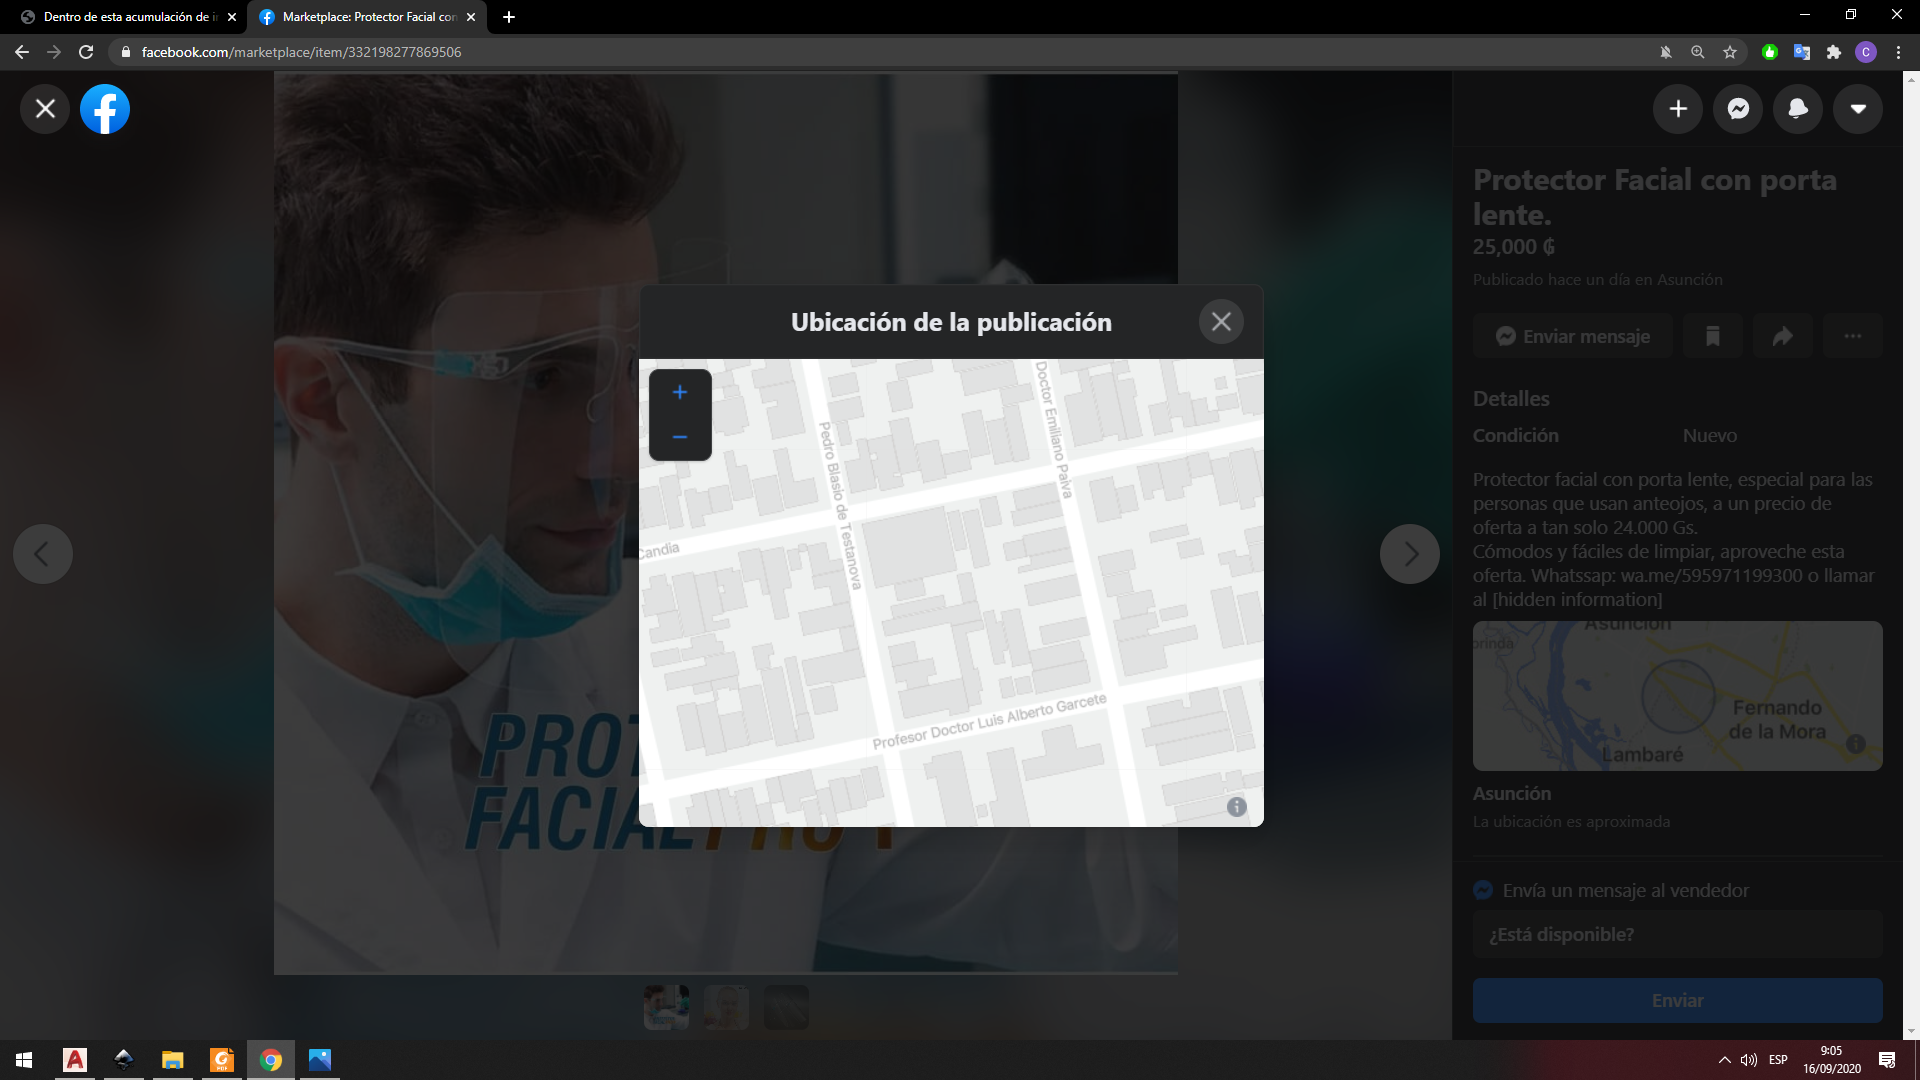 Dentro de esta acumulación de i
Marketplace: Protector Facial con
facebook.com/marketplace/item/332198277869506
C
Ubicación de la publicación
+
−
Pedro Blasio de Testanova
Doctor Emiliano Paiva
Candia
Profesor Doctor Luis Alberto Garcete
PROT
FACIAL PRO 1
Protector Facial con porta
lente.
25,000 ₲
Publicado hace un día en Asunción
Enviar mensaje
Detalles
Condición Nuevo
Protector facial con porta lente, especial para las
personas que usan anteojos, a un precio de
oferta a tan solo 24.000 Gs.
Cómodos y fáciles de limpiar, aproveche esta
oferta. Whatssap: wa.me/595971199300 o llamar
al [hidden information]
Asunción
orinda
Fernando
de la Mora
Lambaré
Asunción
La ubicación es aproximada
Envía un mensaje al vendedor
¿Está disponible?
Enviar
ESP
9:05
16/09/2020